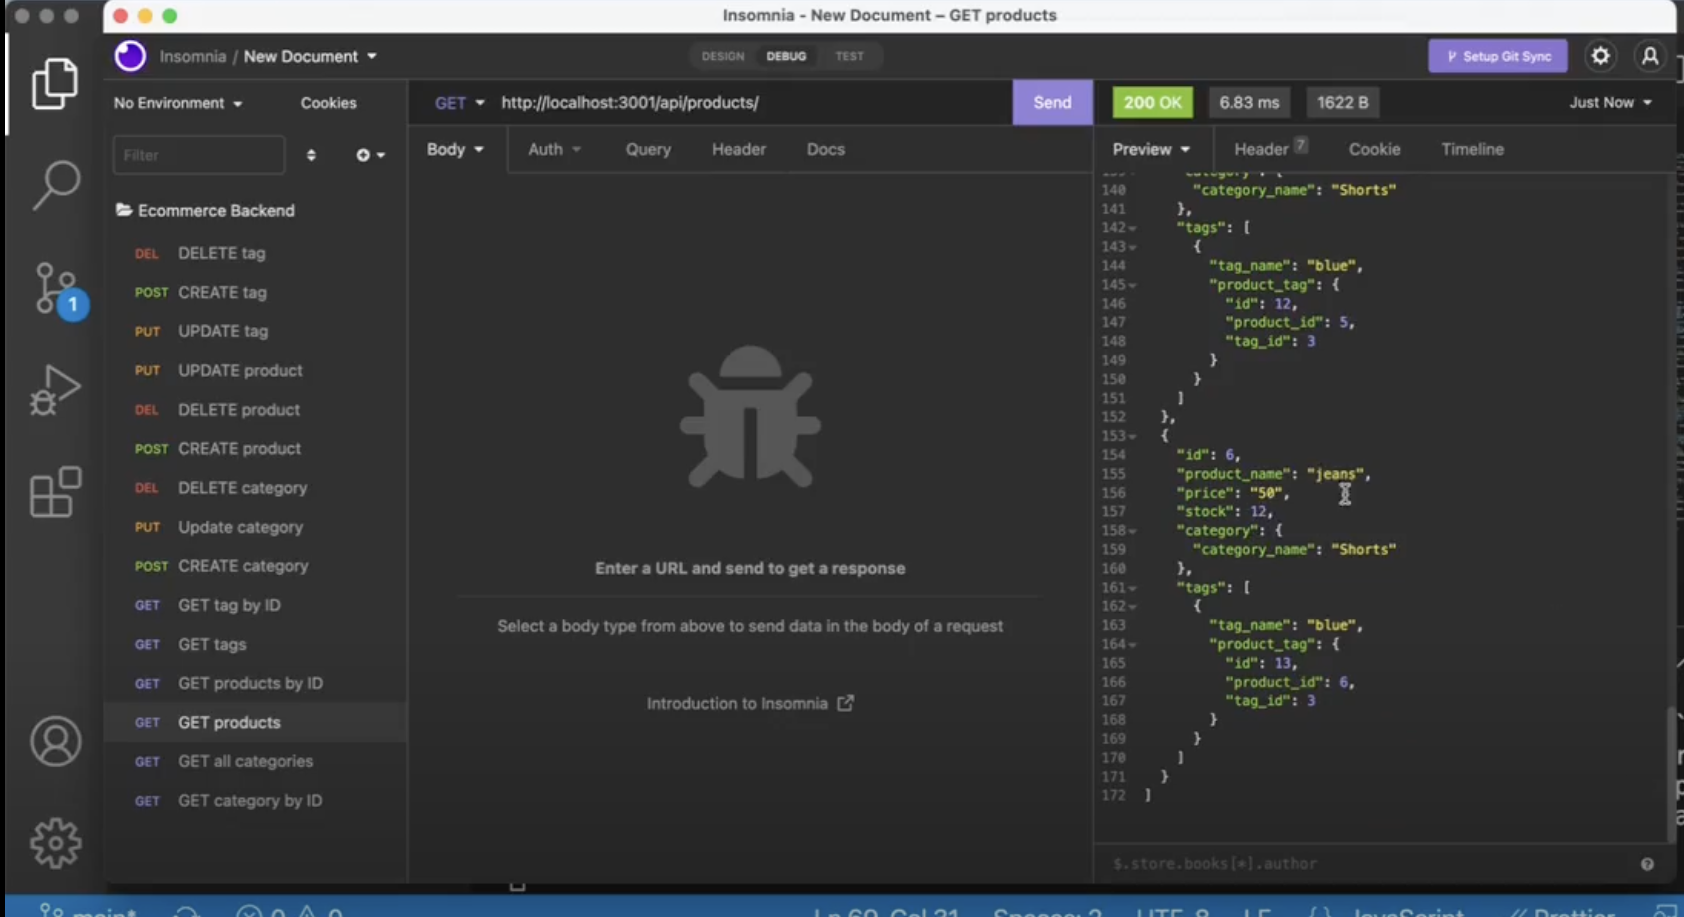 Insomnia - New Document – GET products
Insomnia / New Document
DESIGN DEBUG TEST
Setup Git Sync
No Environment
Cookies
GET http://localhost:3001/api/products/
Send
200 OK 6.83 ms 1622 B
Just Now
Filter
Body Auth Query Header Docs
Preview Header 7 Cookie Timeline
Ecommerce Backend
DEL DELETE tag
POST CREATE tag
PUT UPDATE tag
PUT UPDATE product
DEL DELETE product
POST CREATE product
DEL DELETE category
PUT Update category
POST CREATE category
GET GET tag by ID
GET GET tags
GET GET products by ID
GET GET products
GET GET all categories
GET GET category by ID
1
Enter a URL and send to get a response
Select a body type from above to send data in the body of a request
Introduction to Insomnia
140 "category_name": "Shorts"
141 },
142 "tags": [
143 {
144 "tag_name": "blue",
145 "product_tag": {
146 "id": 12,
147 "product_id": 5,
148 "tag_id": 3
149 }
150 }
151 ]
152 },
153 {
154 "id": 6,
155 "product_name": "jeans",
156 "price": "50",
157 "stock": 12,
158 "category": {
159 "category_name": "Shorts"
160 },
161 "tags": [
162 {
163 "tag_name": "blue",
164 "product_tag": {
165 "id": 13,
166 "product_id": 6,
167 "tag_id": 3
168 }
169 }
170 ]
171 }
172 ]
$.store.books[*].author
main* 0 0
Ln 69, Col 31 Spaces: 2 UTF-8 LF {} JavaScript Prettier